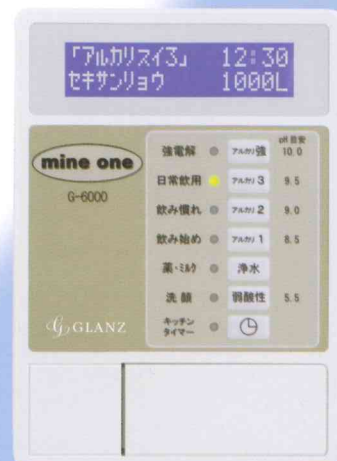 「アルカリスイ3」 12:30
セキサンリョウ 1000L
mine one
G-6000
pH目安
強電解 アルカリ強 10.0
日常飲用 アルカリ3 9.5
飲み慣れ アルカリ2 9.0
飲み始め アルカリ1 8.5
薬・ミルク 浄水
洗顔 弱酸性 5.5
キッチン
タイマー
GLANZ